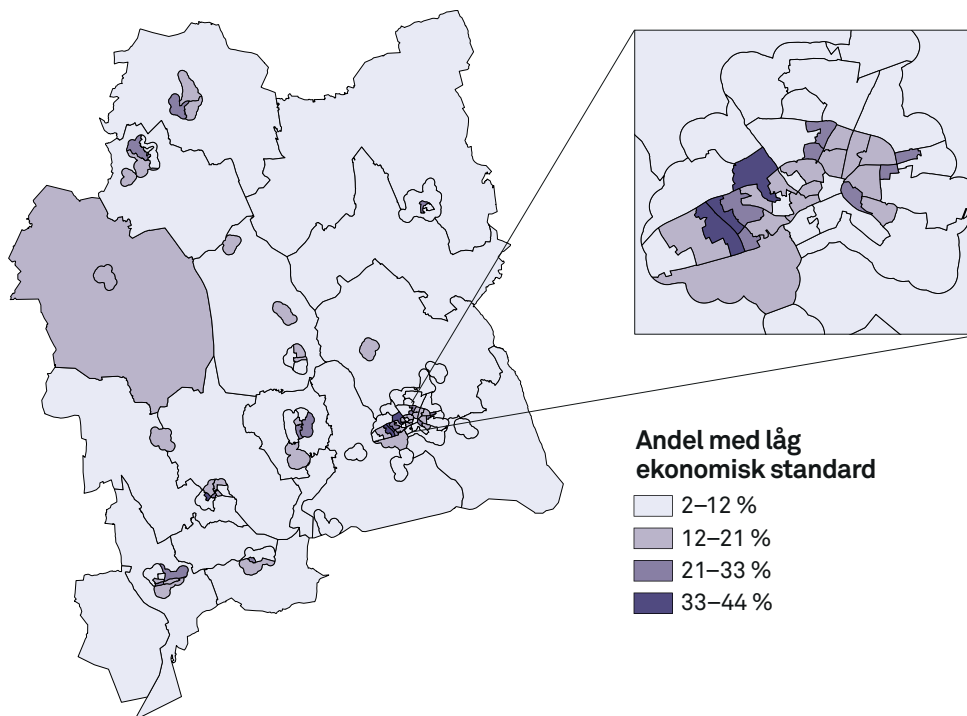 Andel med låg
ekonomisk standard
2–12 %
12–21 %
21–33 %
33–44 %